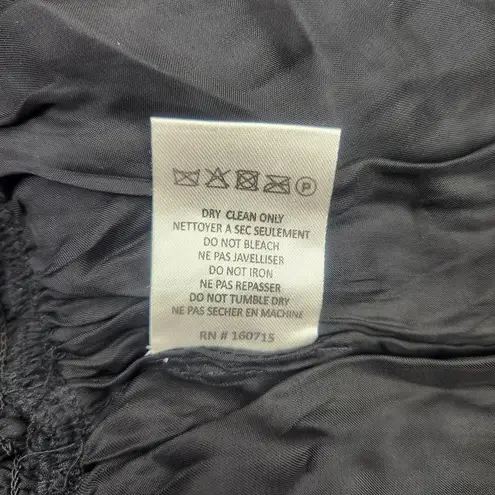 P
DRY CLEAN ONLY
NETTOYER A SEC SEULEMENT
DO NOT BLEACH
NE PAS JAVELLISER
DO NOT IRON
NE PAS REPASSER
DO NOT TUMBLE DRY
NE PAS SECHER EN MACHINE
RN # 160715